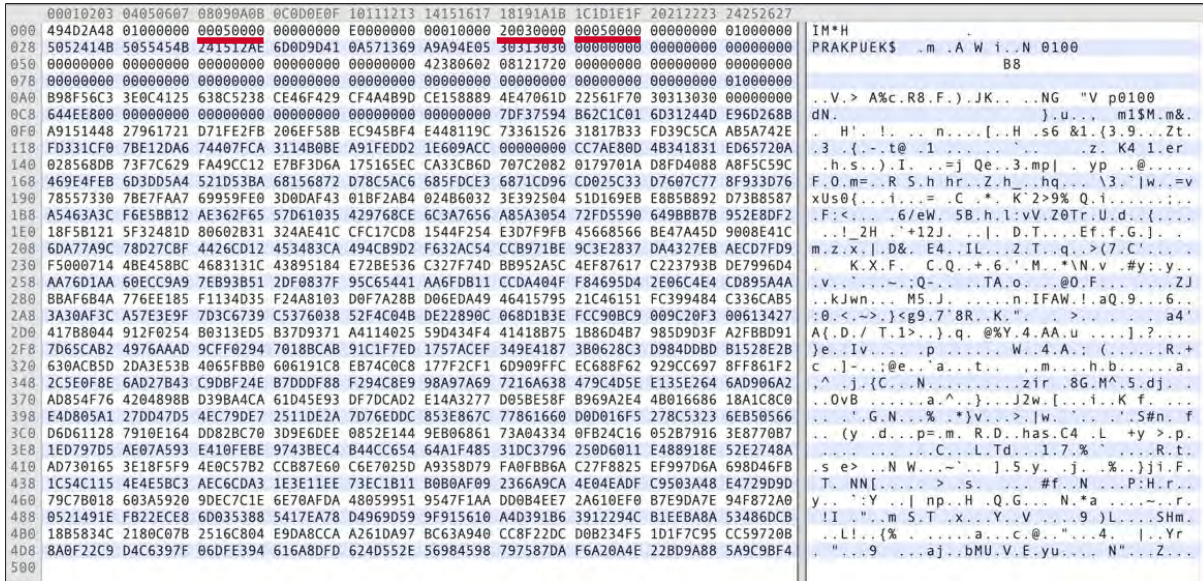 00010203 04050607 08090A0B 0C0D0E0F 10111213 14151617 18191A1B 1C1D1E1F 20212223 24252627
000 494D2A48 01000000 00050000 00000000 E0000000 00010000 20030000 00050000 00000000 01000000 IM*H
028 5052414B 5055454B 241512AE 6D0D9D41 0A571369 A9A94E05 30313030 00000000 00000000 00000000 PRAKPUEK$ .m .A W i..N 0100
050 00000000 00000000 00000000 00000000 00000000 42380602 08121720 00000000 00000000 00000000 B8
078 00000000 00000000 00000000 00000000 00000000 00000000 00000000 00000000 01000000
0A0 B98F56C3 3E0C4125 638C5238 CE46F429 CF4A4B9D CE158889 4E47061D 22561F70 30313030 00000000 ..V.> A%c.R8.F.).JK.. ..NG "V p0100
0C8 644EE800 00000000 00000000 00000000 00000000 7DF37594 B62C1C01 6D31244D E96D268B dN. }.u.., m1$M.m&.
0F0 A9151448 27961721 D71FE2FB 206EF58B EC945BF4 E448119C 73361526 31817B33 FD39C5CA AB5A742E
118 FD331CF0 7BE12DA6 74407FCA 3114B0BE A91FEDD2 1E609ACC 00000000 CC7AE80D 4B341831 ED65720A
140 028568DB 73F7C629 FA49CC12 E7BF3D6A 175165EC CA33CB6D 707C2082 0179701A D8FD4088 A8F5C59C
168 469E4FEB 6D3DD5A4 521D53BA 68156872 D78C5AC6 685FDCE3 6871CD96 CD025C33 D7607C77 8F933D76
190 78557330 7BE7FAA7 69959FE0 3D0DAF43 01BF2AB4 024B6032 3E392504 51D169EB E8B5B892 D73B8587
1B8 A5463A3C F6E5BB12 AE362F65 57D61035 429768CE 6C3A7656 A85A3054 72FD5590 649BBB7B 952E8DF2
1E0 18F5B121 5F32481D 80602B31 324AE41C CFC17CD8 1544F254 E3D7F9FB 45668566 BE47A45D 9008E41C
208 6DA77A9C 78D27CBF 4426CD12 453483CA 494CB9D2 F632AC54 CCB971BE 9C3E2837 DA4327EB AECD7FD9
230 F5000714 4BE458BC 4683131C 43895184 E72BE536 C327F74D BB952A5C 4EF87617 C223793B DE7996D4
258 AA76D1AA 60ECC9A9 7EB93B51 2DF0837F 95C65441 AA6FDB11 CCDA404F F84695D4 2E06C4E4 CD895A4A
280 BBAF6B4A 776EE185 F1134D35 F24A8103 D0F7A28B D06EDA49 46415795 21C46151 FC399484 C336CAB5
2A8 3A30AF3C A57E3E9F 7D3C6739 C5376038 52F4C04B DE22890C 068D1B3E FCC90BC9 009C20F3 00613427
2D0 417B8044 912F0254 B0313ED5 B37D9371 A4114025 59D434F4 41418B75 1B86D4B7 985D9D3F A2FBBD91
2F8 7D65CAB2 4976AAAD 9CFF0294 7018BCAB 91C1F7ED 1757ACEF 349E4187 3B0628C3 D984DDBD B1528E2B
320 630ACB5D 2DA3E53B 4065FBB0 606191C8 EB74C0C8 177F2CF1 6D909FFC EC688F62 929CC697 8FF861F2
348 2C5E0F8E 6AD27B43 C9DBF24E B7DDDF88 F294C8E9 98A97A69 7216A638 479C4D5E E135E264 6AD906A2
370 AD854F76 4204898B D39BA4CA 61D45E93 DF7DCAD2 E14A3277 D05BE58F B969A2E4 4B016686 18A1C8C0
398 E4D805A1 27DD47D5 4EC79DE7 2511DE2A 7D76EDDC 853E867C 77861660 D0D016F5 278C5323 6EB50566
3C0 D6D61128 7910E164 DD82BC70 3D9E6DEE 0852E144 9EB06861 73A04334 0FB24C16 052B7916 3E8770B7
3E8 1ED797D5 AE07A593 E410FEBE 9743BEC4 B44CC654 64A1F485 31DC3796 250D6011 E488918E 52E2748A
410 AD730165 3E18F5F9 4E0C57B2 CCB87E60 C6E7025D A9358D79 FA0FBB6A C27F8825 EF997D6A 698D46FB
438 1C54C115 4E4E5BC3 AEC6CDA3 1E3E11EE 73EC1B11 B0B0AF09 2366A9CA 4E04EADF C9503A48 E4729D9D
460 79C7B018 603A5920 9DEC7C1E 6E70AFDA 48059951 9547F1AA DD0B4EE7 2A610EF0 B7E9DA7E 94F872A0
488 0521491E FB22ECE8 6D035388 5417EA78 D4969D59 9F915610 A4D391B6 3912294C B1EEBA8A 53486DCB
4B0 18B5834C 2180C07B 2516C804 E9DA8CCA A261DA97 BC63A940 CC8F22DC D0B234F5 1D1F7C95 CC59720B
4D8 8A0F22C9 D4C6397F 06DFE394 616A8DFD 624D552E 56984598 797587DA F6A20A4E 22BD9A88 5A9C9BF4
500